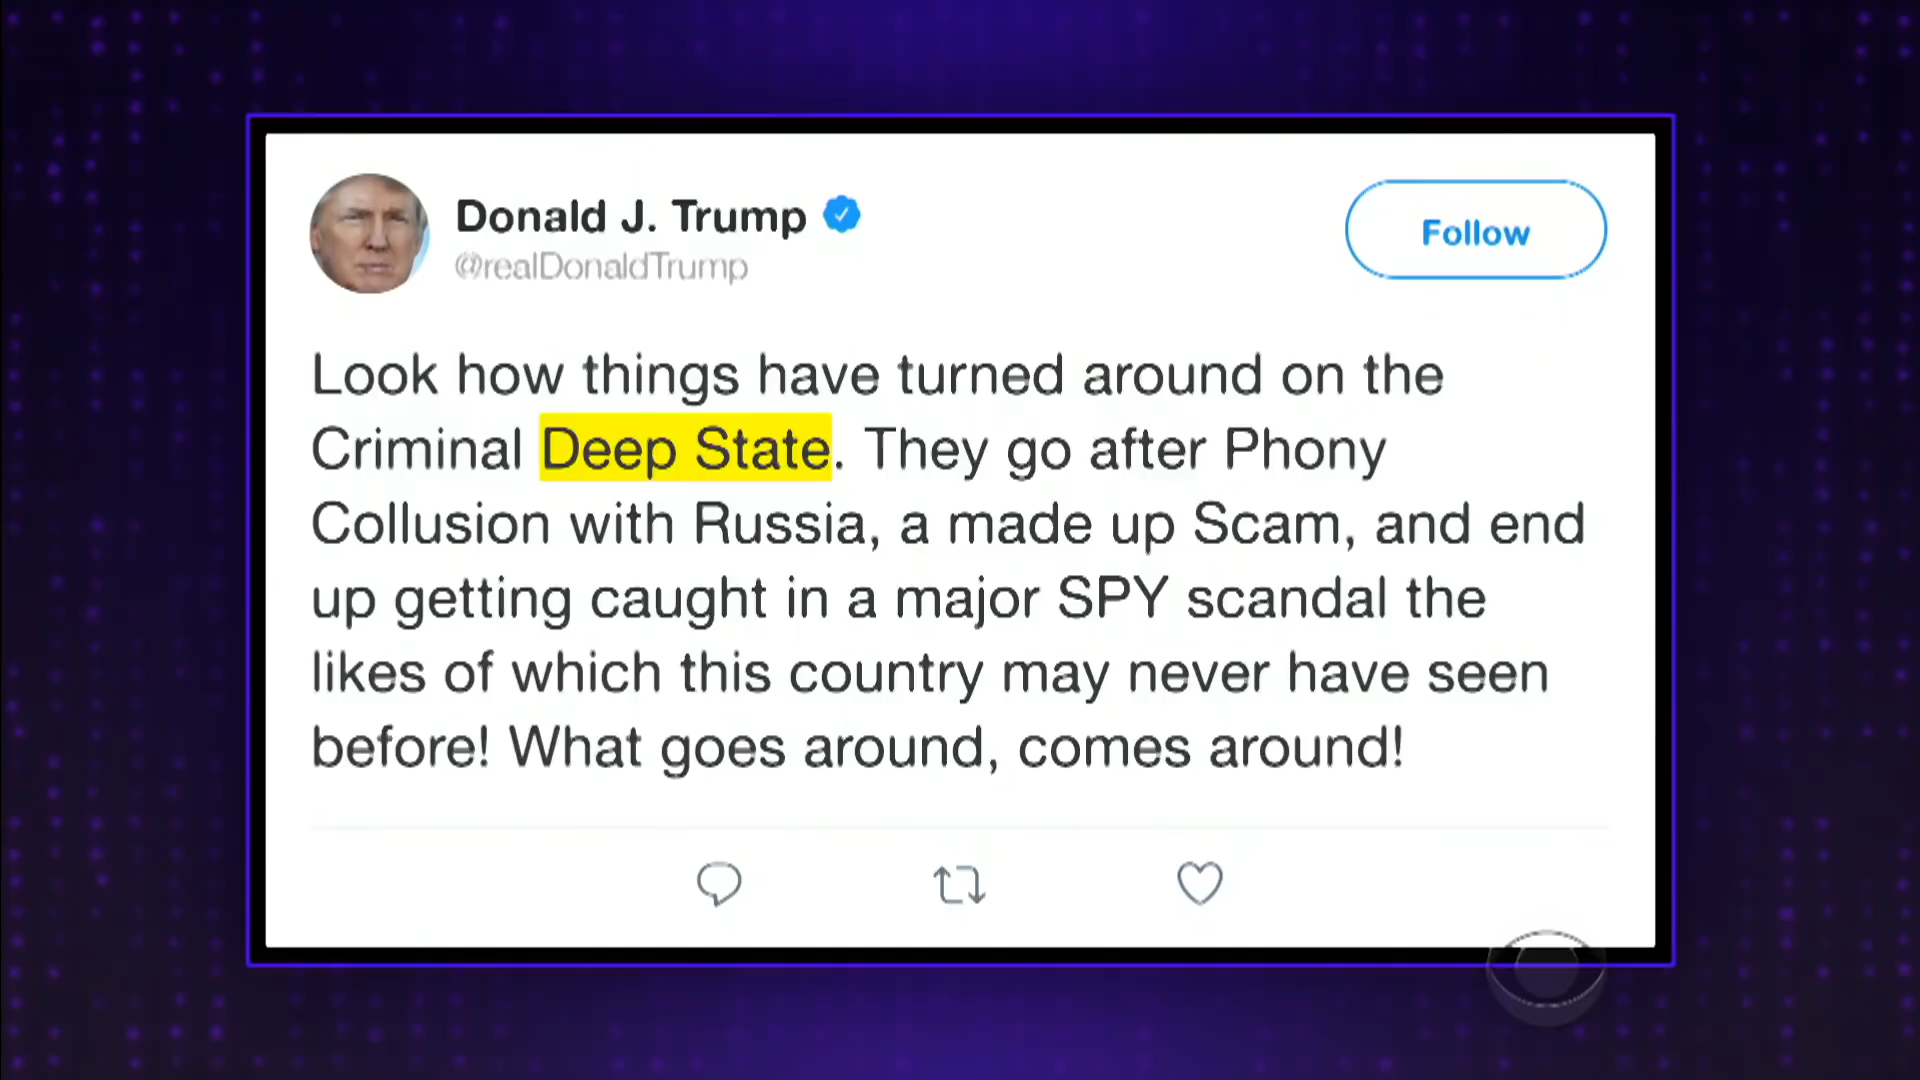 Donald J. Trump
@realDonaldTrump
Follow
Look how things have turned around on the
Criminal Deep State. They go after Phony
Collusion with Russia, a made up Scam, and end
up getting caught in a major SPY scandal the
likes of which this country may never have seen
before! What goes around, comes around!